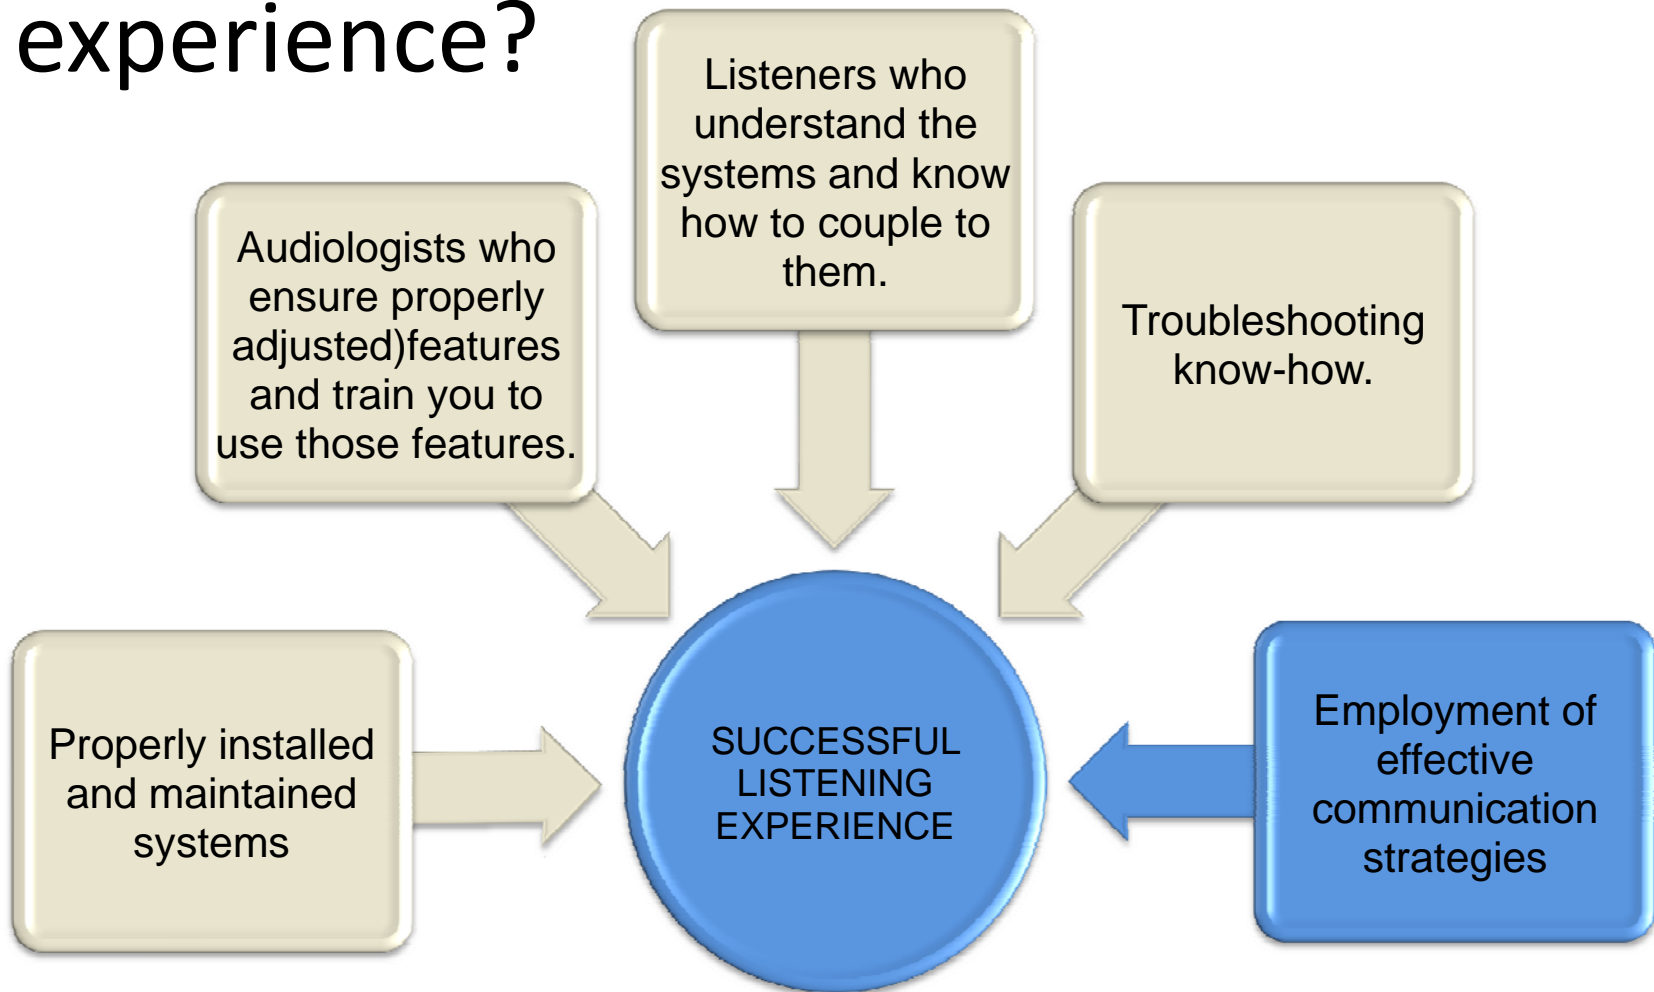 experience?
Listeners who
understand the
systems and know
how to couple to
them.
Audiologists who
ensure properly
adjusted)features
and train you to
use those features.
Troubleshooting
know-how.
Properly installed
and maintained
systems
SUCCESSFUL
LISTENING
EXPERIENCE
Employment of
effective
communication
strategies